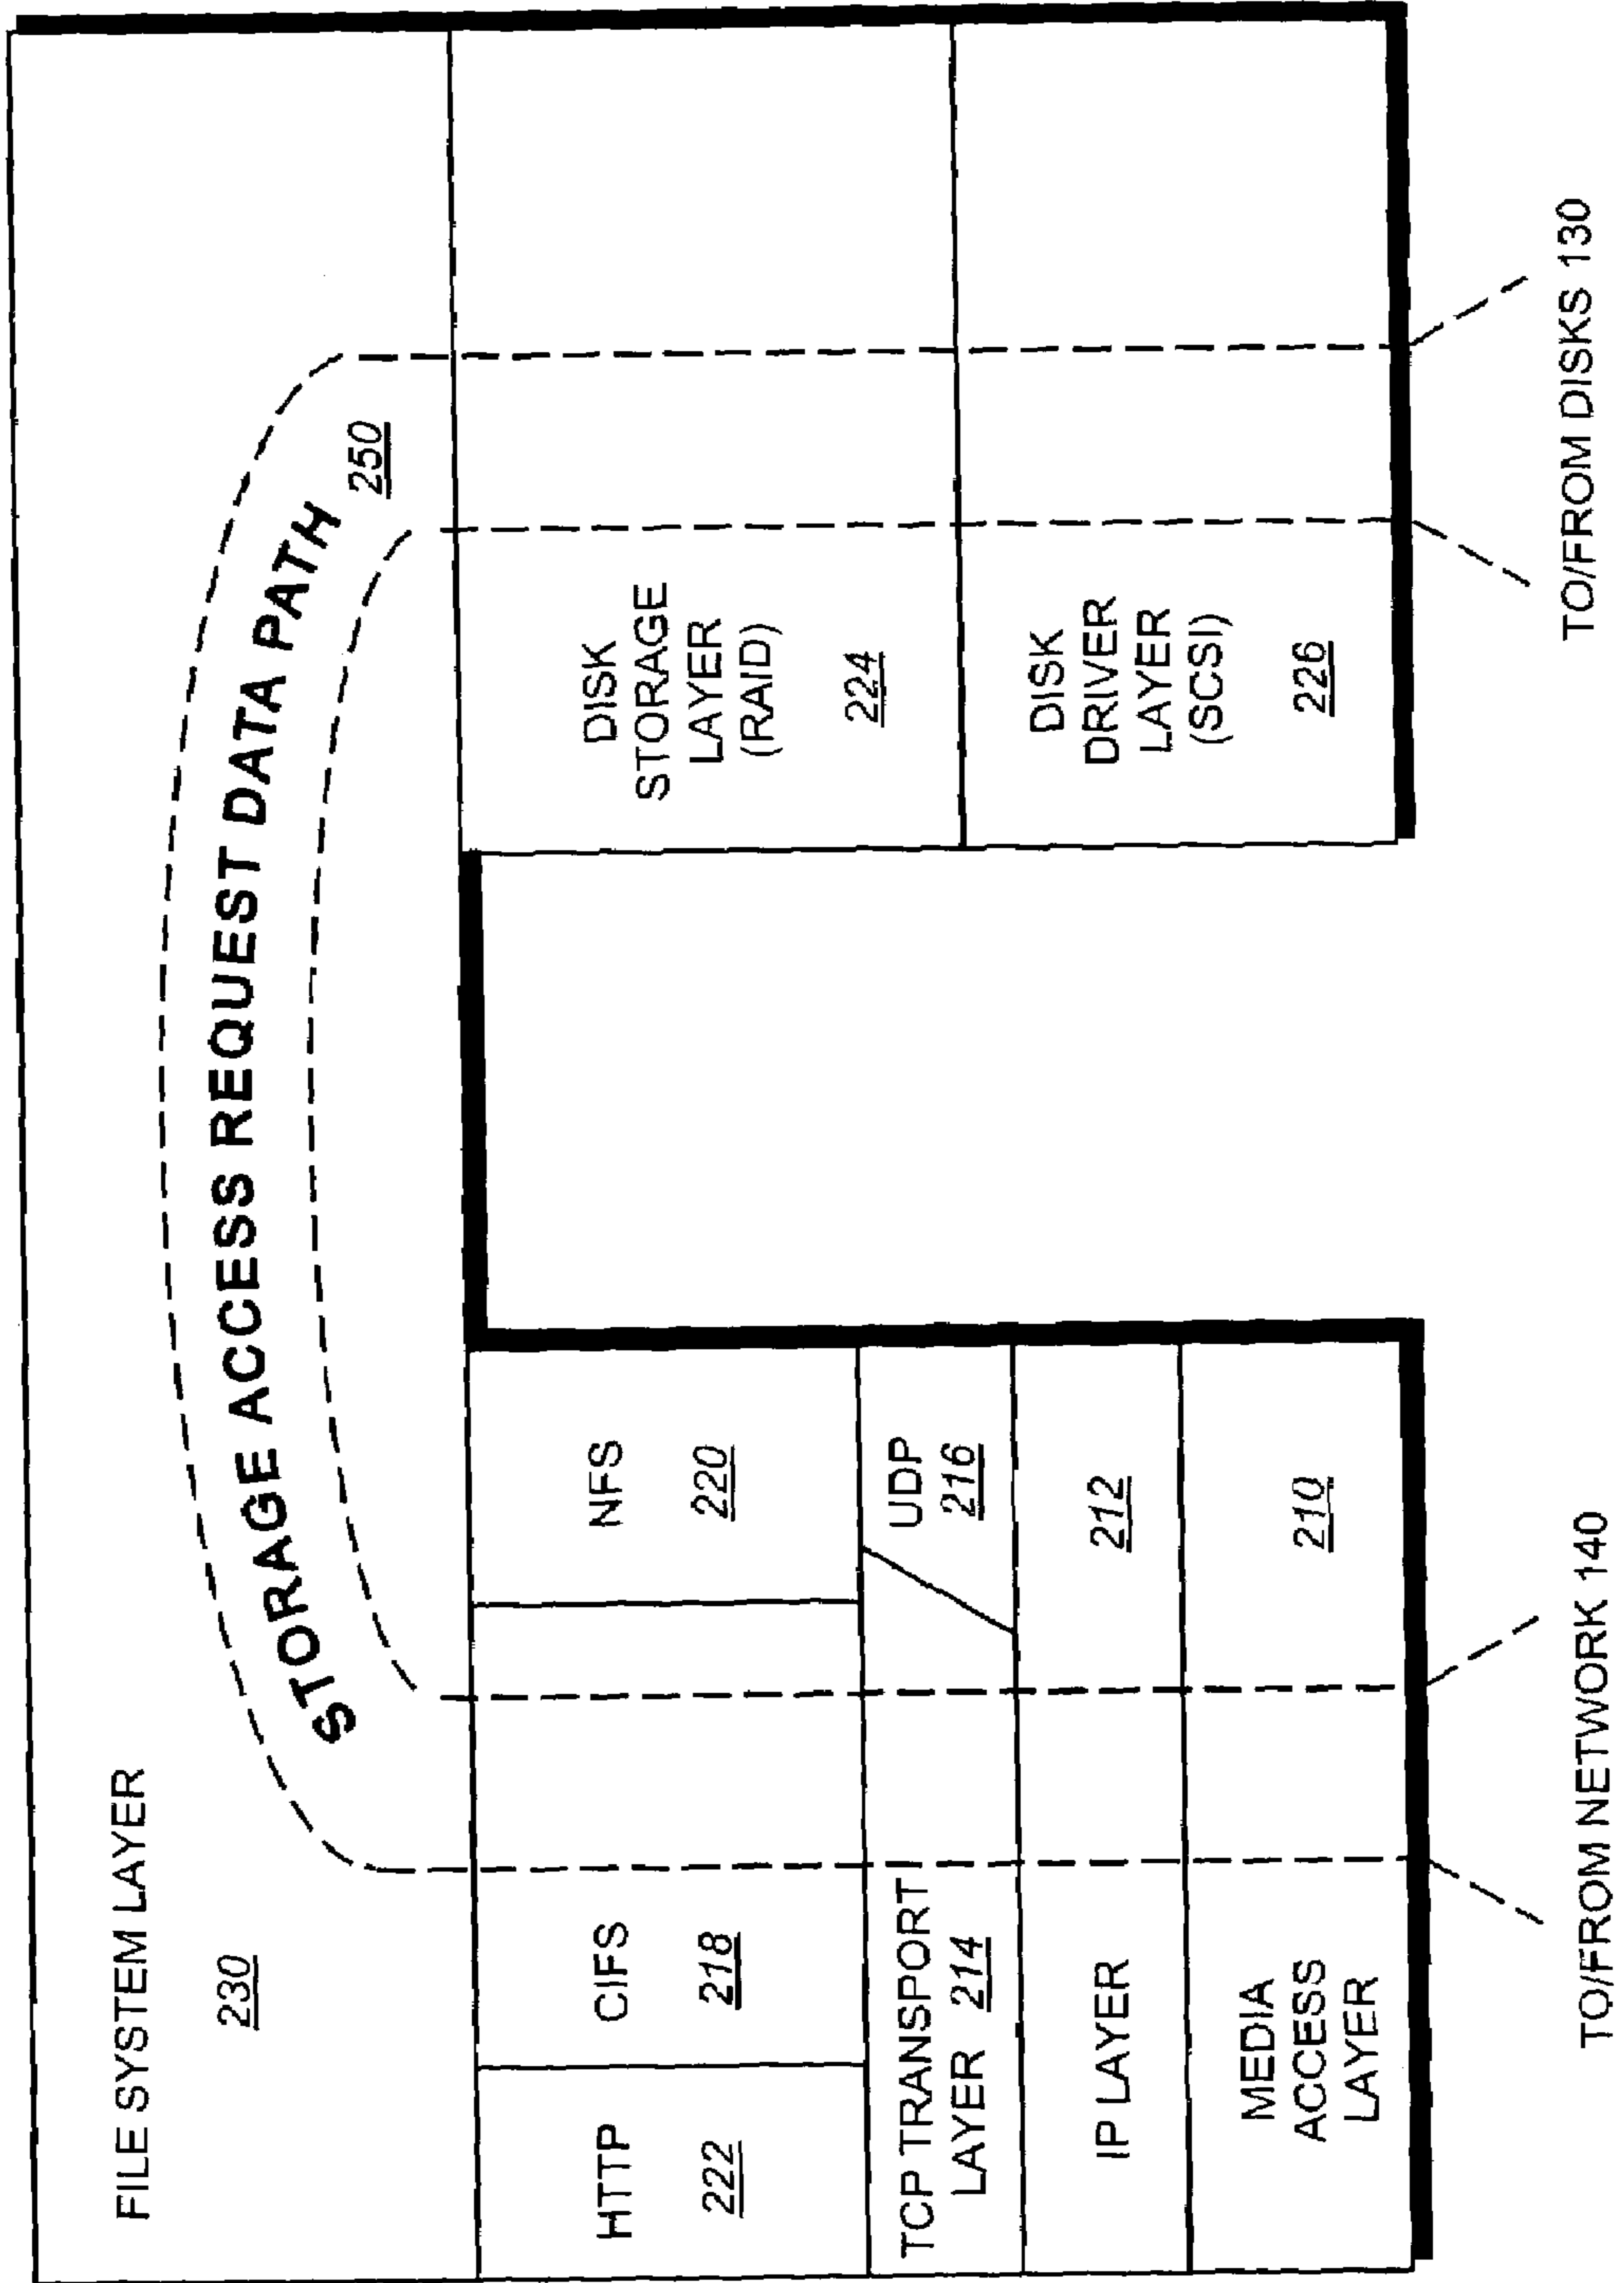 FILE SYSTEM LAYER
230
STORAGE ACCESS REQUEST DATA PATH
250
HTTP
222
CIFS
218
NFS
220
TCP TRANSPORT
LAYER 214
UDP
216
IP LAYER
212
MEDIA
ACCESS
LAYER
210
TO/FROM NETWORK 140
DISK
STORAGE
LAYER
(RAID)
224
DISK
DRIVER
LAYER
(SCSI)
226
TO/FROM DISKS 130